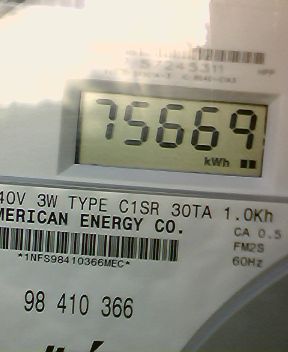 75669
kWh
40V 3W TYPE C1SR 30TA 1.0Kh
MERICAN ENERGY CO.
CA 0.5
FM2S
60Hz
*1NFS98410366MEC*
98 410 366